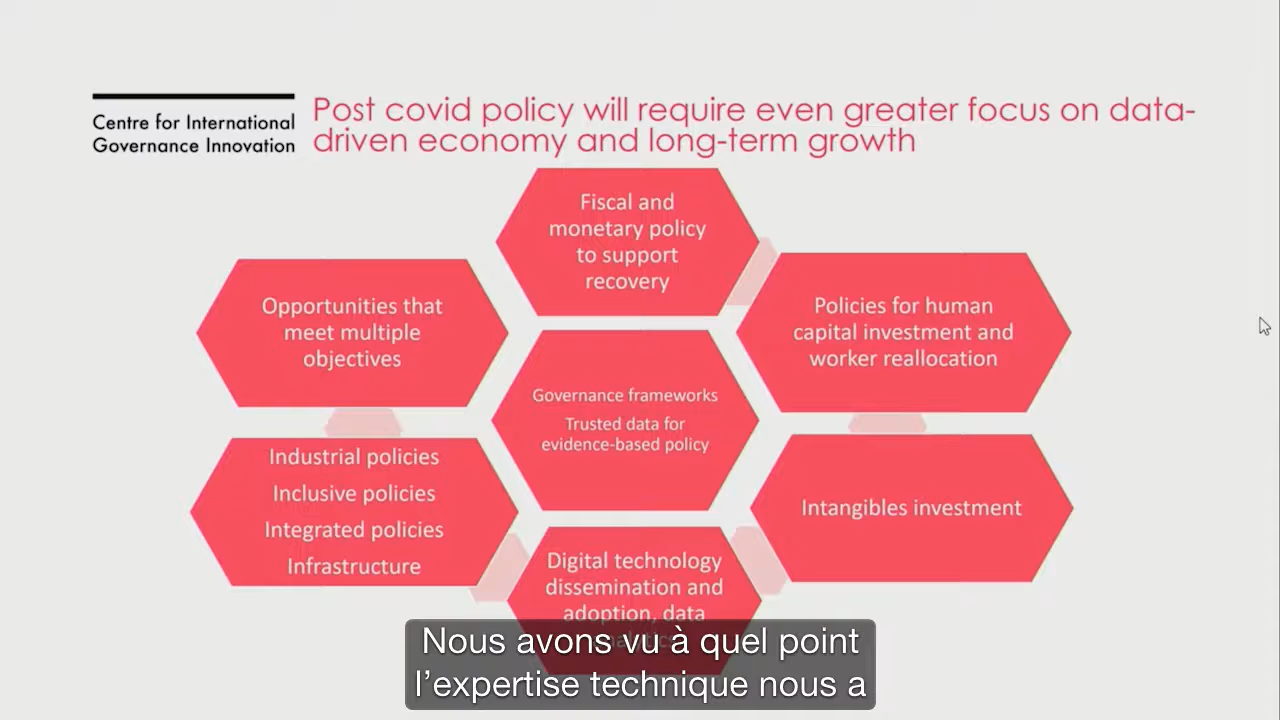 Centre for International
Governance Innovation
Post covid policy will require even greater focus on data-
driven economy and long-term growth
Fiscal and
monetary policy
to support
recovery
Opportunities that
meet multiple
objectives
Policies for human
capital investment and
worker reallocation
Governance frameworks
Trusted data for
evidence-based policy
Industrial policies
Inclusive policies
Integrated policies
Infrastructure
Intangibles investment
Digital technology
dissemination and
adoption, data
Nous avons vu à quel point
l’expertise technique nous a